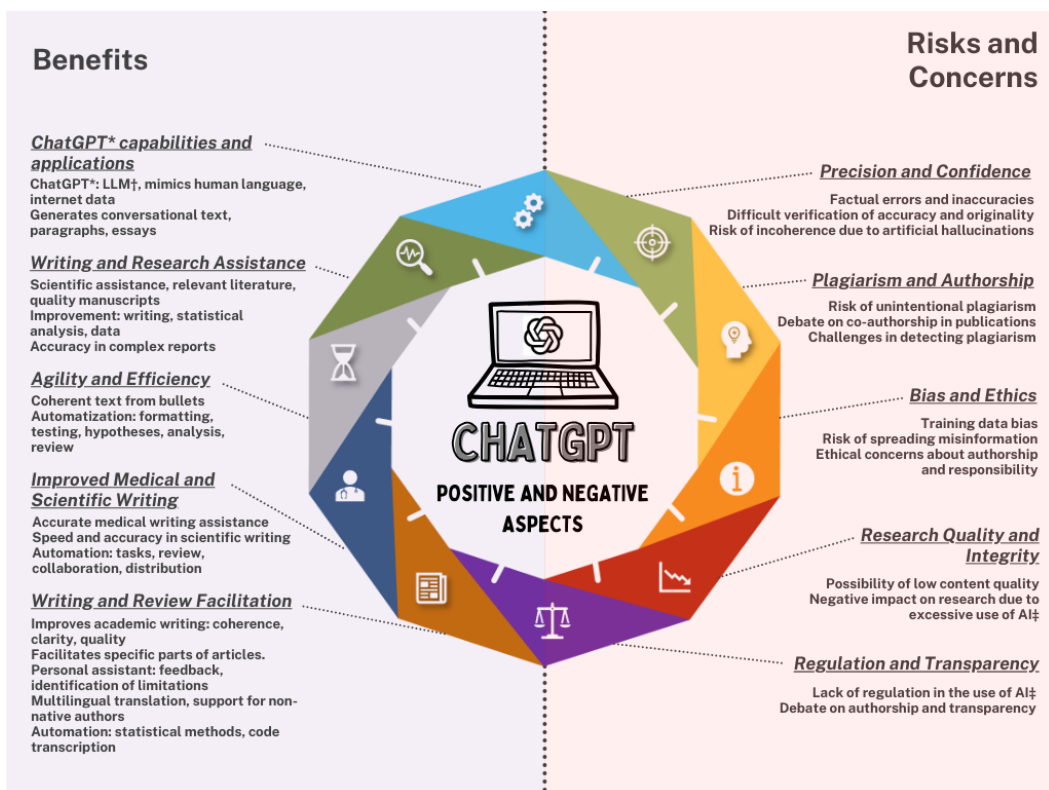 Benefits
ChatGPT* capabilities and
applications
ChatGPT*: LLM†, mimics human language,
internet data
Generates conversational text,
paragraphs, essays
Writing and Research Assistance
Scientific assistance, relevant literature,
quality manuscripts
Improvement: writing, statistical
analysis, data
Accuracy in complex reports
Agility and Efficiency
Coherent text from bullets
Automatization: formatting,
testing, hypotheses, analysis,
review
Improved Medical and
Scientific Writing
Accurate medical writing assistance
Speed and accuracy in scientific writing
Automation: tasks, review,
collaboration, distribution
Writing and Review Facilitation
Improves academic writing: coherence,
clarity, quality
Facilitates specific parts of articles.
Personal assistant: feedback,
identification of limitations
Multilingual translation, support for non-
native authors
Automation: statistical methods, code
transcription
CHATGPT
POSITIVE AND NEGATIVE
ASPECTS
Risks and
Concerns
Precision and Confidence
Factual errors and inaccuracies
Difficult verification of accuracy and originality
Risk of incoherence due to artificial hallucinations
Plagiarism and Authorship
Risk of unintentional plagiarism
Debate on co-authorship in publications
Challenges in detecting plagiarism
Bias and Ethics
Training data bias
Risk of spreading misinformation
Ethical concerns about authorship
and responsibility
Research Quality and
Integrity
Possibility of low content quality
Negative impact on research due to
excessive use of AI‡
Regulation and Transparency
Lack of regulation in the use of AI‡
Debate on authorship and transparency